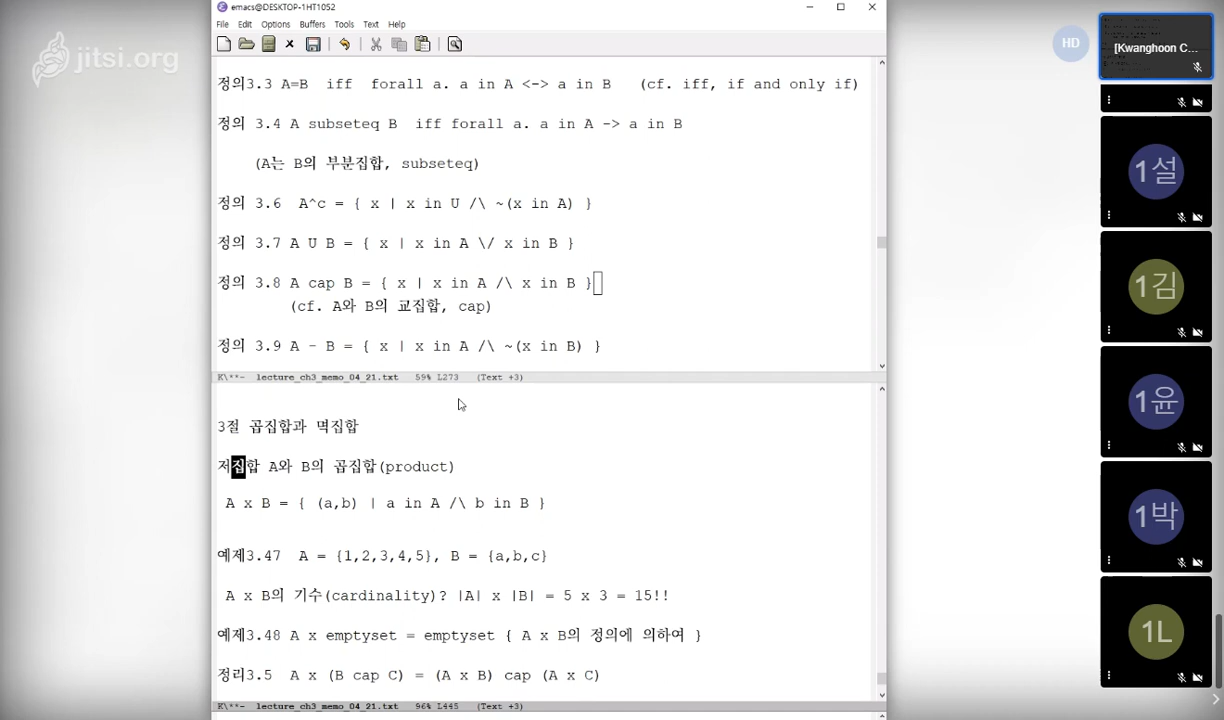 emacs@DESKTOP-1HT1052
File Edit Options Buffers Tools Text Help
jitsi.org
HD
[Kwanghoon C...
정의3.3 A=B iff forall a. a in A <-> a in B (cf. iff, if and only if)
정의 3.4 A subseteq B iff forall a. a in A -> a in B
(A는 B의 부분집합, subseteq)
정의 3.6 A^c = { x | x in U /\ ~(x in A) }
정의 3.7 A U B = { x | x in A \/ x in B }
정의 3.8 A cap B = { x | x in A /\ x in B }
(cf. A와 B의 교집합, cap)
정의 3.9 A - B = { x | x in A /\ ~(x in B) }
K\**- lecture_ch3_memo_04_21.txt 59% L273 (Text +3)
3절 곱집합과 멱집합
저집합 A와 B의 곱집합(product)
A x B = { (a,b) | a in A /\ b in B }
예제3.47 A = {1,2,3,4,5}, B = {a,b,c}
A x B의 기수(cardinality)? |A| x |B| = 5 x 3 = 15!!
예제3.48 A x emptyset = emptyset { A x B의 정의에 의하여 }
정리3.5 A x (B cap C) = (A x B) cap (A x C)
K\**- lecture_ch3_memo_04_21.txt 96% L445 (Text +3)
1설
1김
1윤
1박
1L